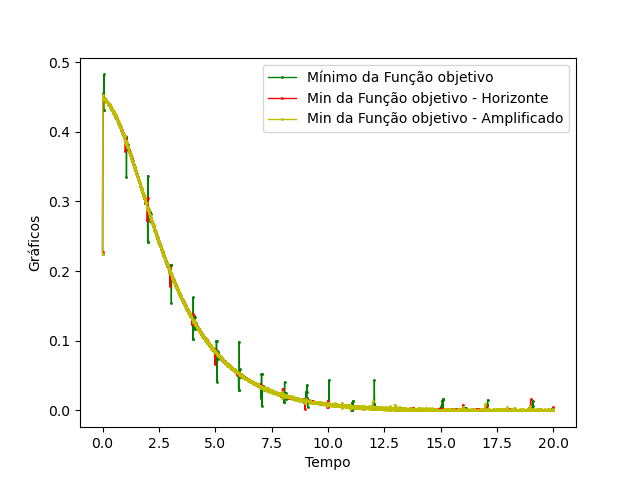 Mínimo da Função objetivo
Min da Função objetivo - Horizonte
Min da Função objetivo - Amplificado
0.5
0.4
0.3
0.2
0.1
0.0
Gráficos
0.0 2.5 5.0 7.5 10.0 12.5 15.0 17.5 20.0
Tempo